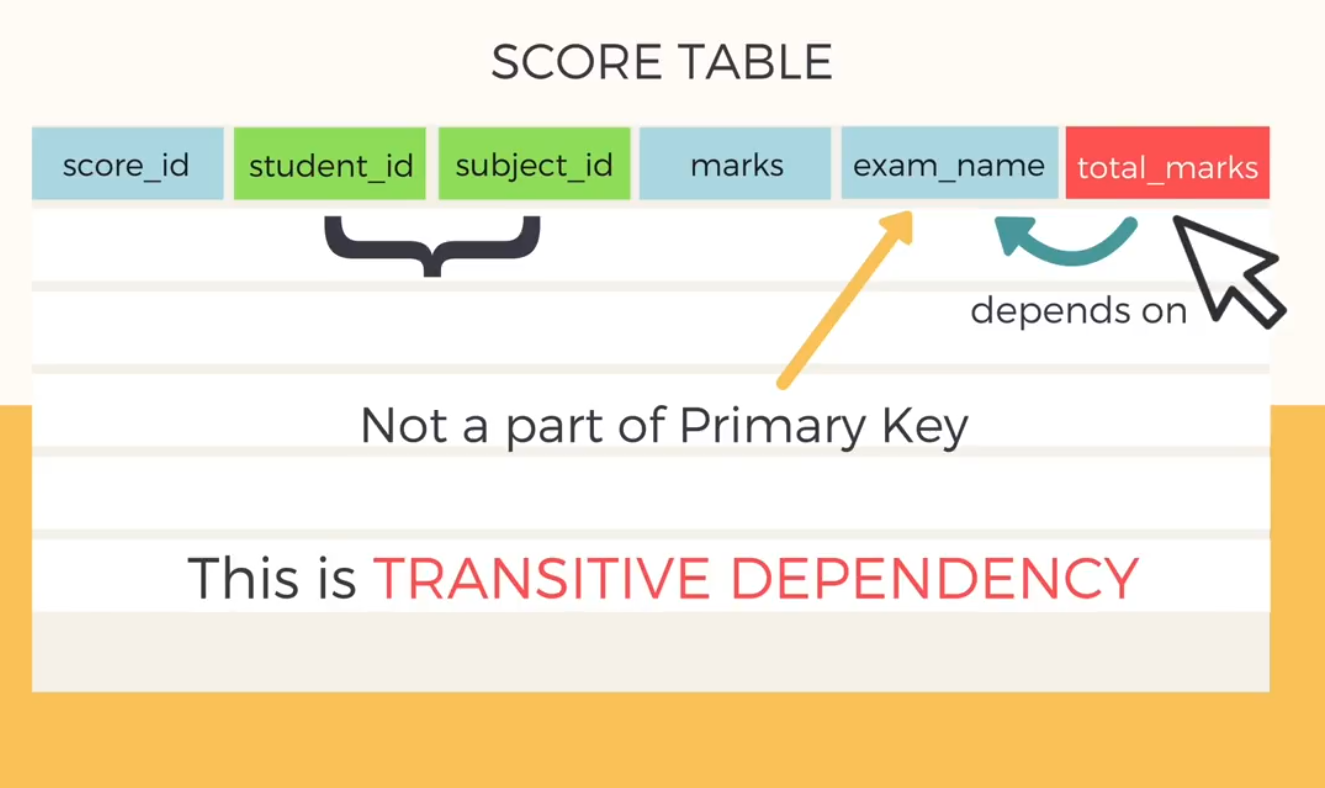 SCORE TABLE
score_id student_id subject_id marks exam_name total_marks
depends on
Not a part of Primary Key
This is TRANSITIVE DEPENDENCY